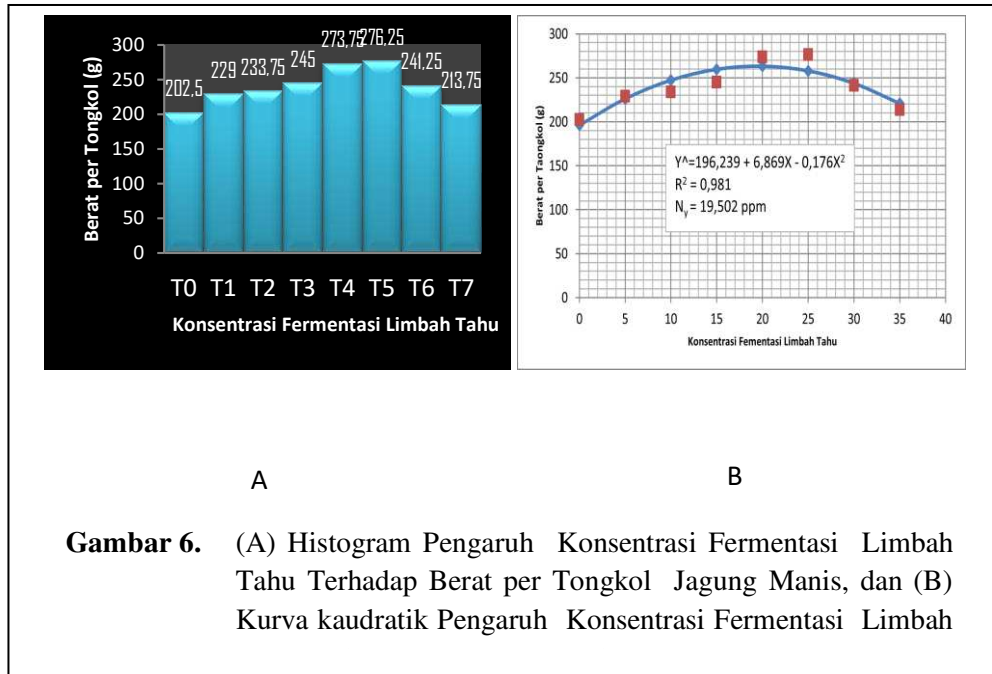 300
250
200
150
100
50
0
202,5
229
233,75
245
273,75
276,25
241,25
213,75
Berat per Tongkol (g)
T0 T1 T2 T3 T4 T5 T6 T7
Konsentrasi Fermentasi Limbah Tahu
300
250
200
150
100
50
0
Berat per Taongkol (g)
Y^=196,239 + 6,869X - 0,176X²
R² = 0,981
Nᵧ = 19,502 ppm
0 5 10 15 20 25 30 35 40
Konsentrasi Fementasi Limbah Tahu
A B
Gambar 6. (A) Histogram Pengaruh Konsentrasi Fermentasi Limbah
Tahu Terhadap Berat per Tongkol Jagung Manis, dan (B)
Kurva kaudratik Pengaruh Konsentrasi Fermentasi Limbah